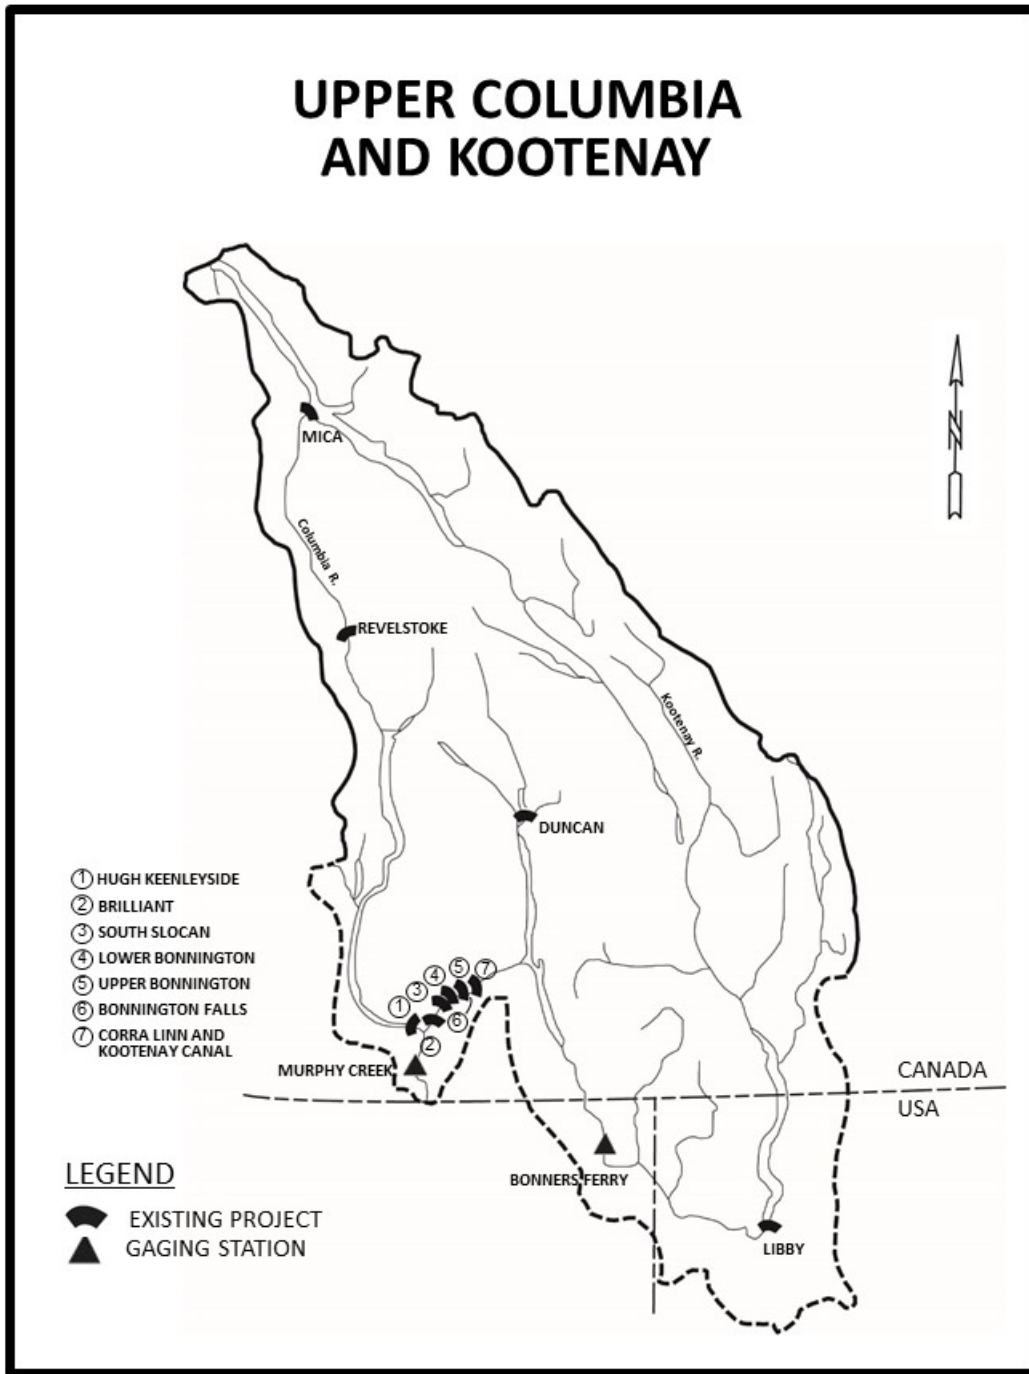 UPPER COLUMBIA
AND KOOTENAY
N
MICA
Columbia R.
REVELSTOKE
Kootenay R.
DUNCAN
① HUGH KEENLEYSIDE
② BRILLIANT
③ SOUTH SLOCAN
④ LOWER BONNINGTON
⑤ UPPER BONNINGTON
⑥ BONNINGTON FALLS
⑦ CORRA LINN AND
KOOTENAY CANAL
① ③ ④ ⑤ ⑦
⑥
②
MURPHY CREEK
CANADA
USA
BONNERS FERRY
LIBBY
LEGEND
EXISTING PROJECT
GAGING STATION